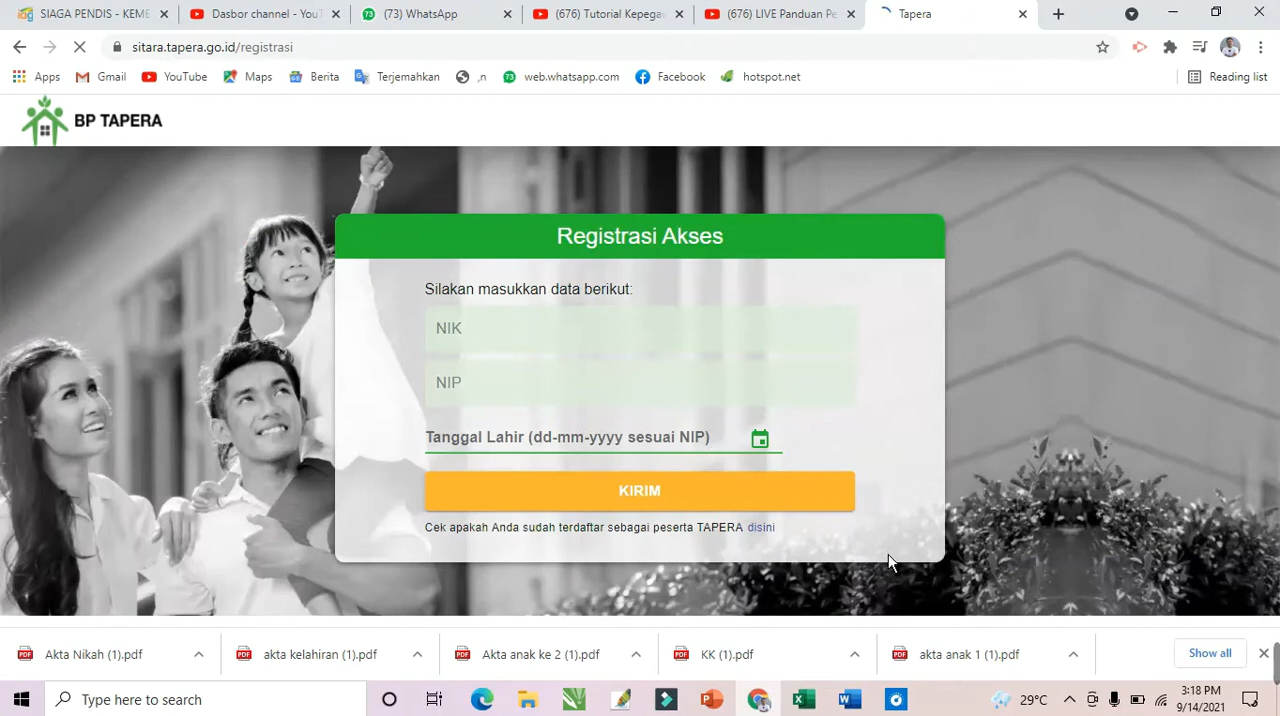 SIAGA PENDIS - KEME
Dasbor channel - YouT
(73) WhatsApp
(676) Tutorial Kepegaw
(676) LIVE Panduan Pe
Tapera
sitara.tapera.go.id/registrasi
Apps
Gmail
YouTube
Maps
Berita
Terjemahkan
,n
web.whatsapp.com
Facebook
hotspot.net
Reading list
BP TAPERA
Registrasi Akses
Silakan masukkan data berikut:
NIK
NIP
Tanggal Lahir (dd-mm-yyyy sesuai NIP)
KIRIM
Cek apakah Anda sudah terdaftar sebagai peserta TAPERA disini
Akta Nikah (1).pdf
akta kelahiran (1).pdf
Akta anak ke 2 (1).pdf
KK (1).pdf
akta anak 1 (1).pdf
Show all
Type here to search
29°C
3:18 PM
9/14/2021